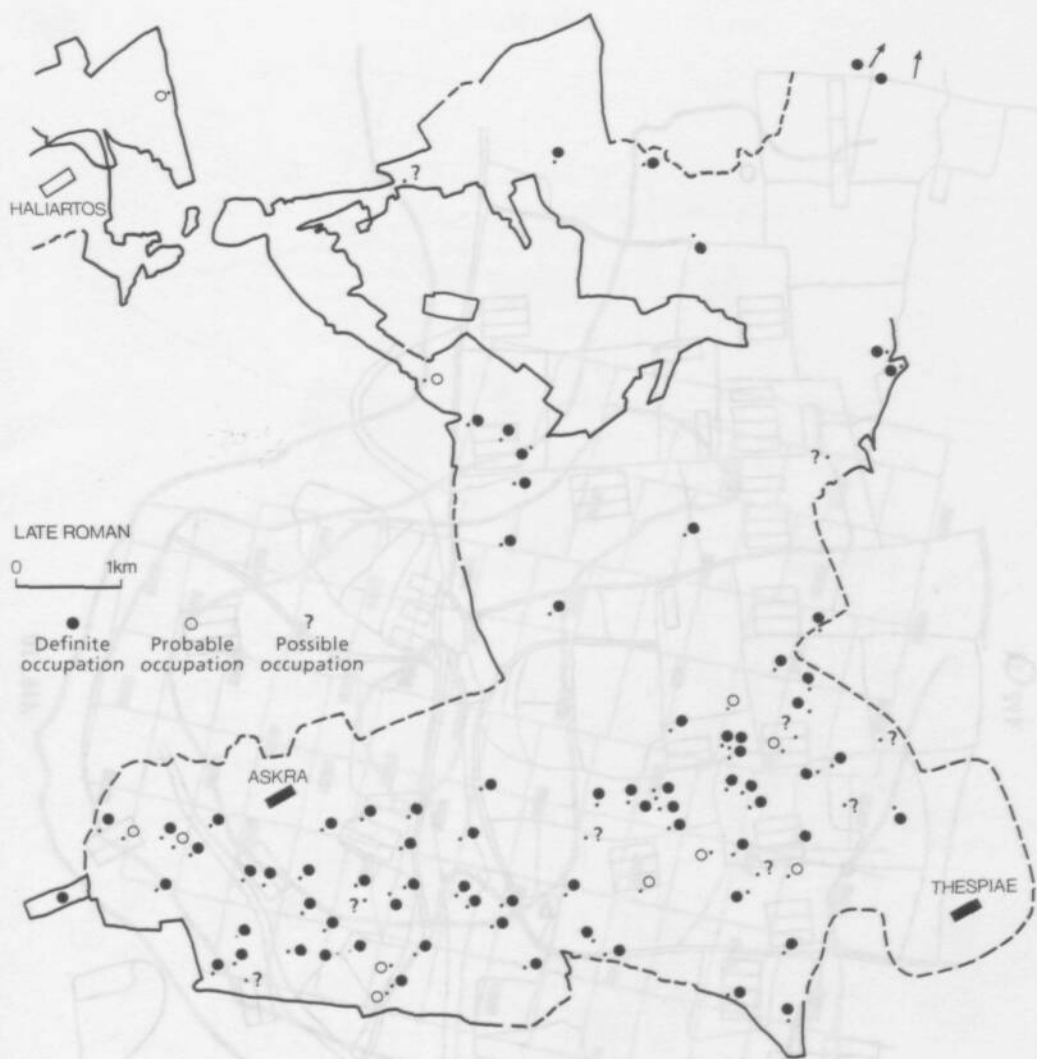 HALIARTOS
LATE ROMAN
0 1km
Definite occupation
Probable occupation
? Possible occupation
ASKRA
THESPIAE
?
?
?
?
?
?
?
?
?